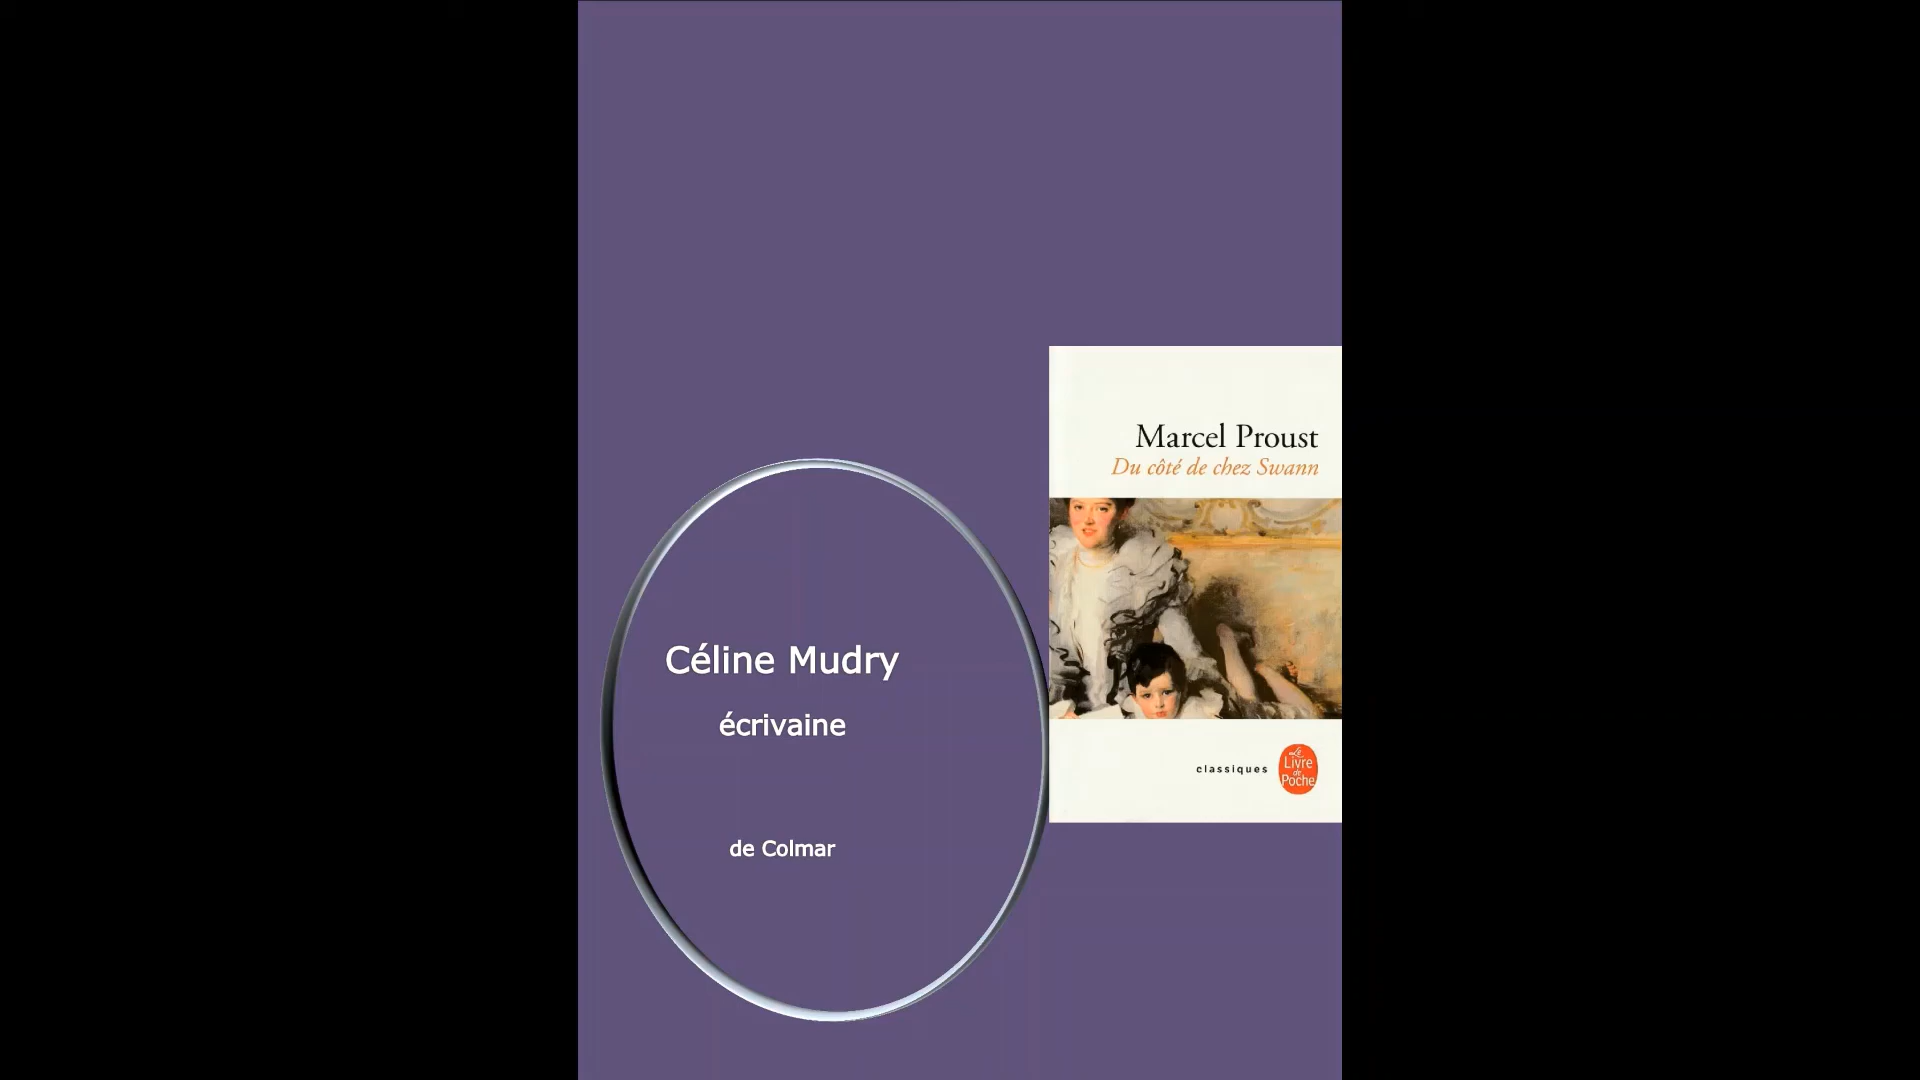 Marcel Proust
Du côté de chez Swann
Céline Mudry
écrivaine
classiques
Le
Livre
de
Poche
de Colmar